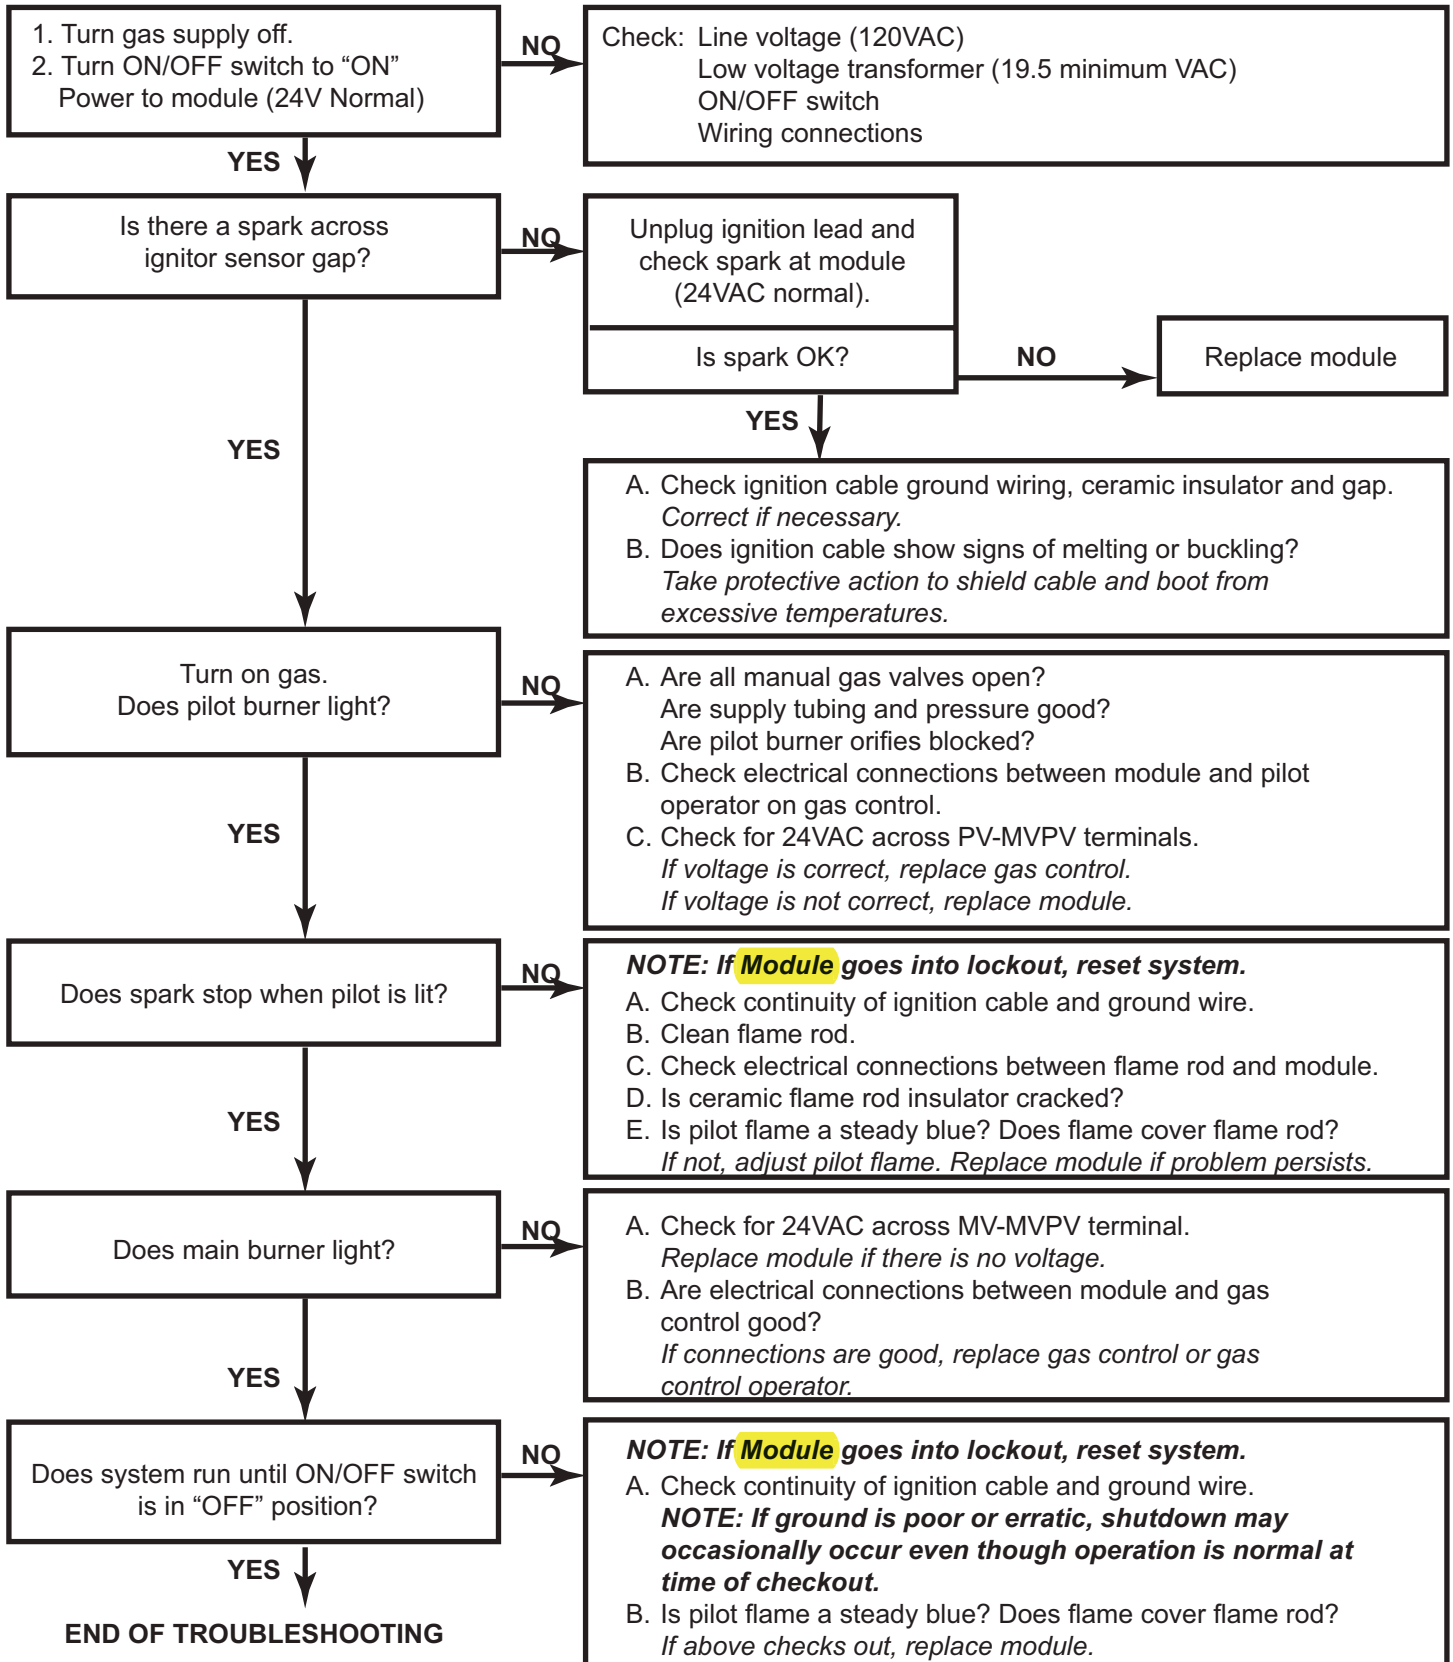 1. Turn gas supply off.
2. Turn ON/OFF switch to “ON”
Power to module (24V Normal)
NO
Check: Line voltage (120VAC)
Low voltage transformer (19.5 minimum VAC)
ON/OFF switch
Wiring connections
YES
Is there a spark across
ignitor sensor gap?
NO
Unplug ignition lead and
check spark at module
(24VAC normal).
Is spark OK?
NO
Replace module
YES
YES
A. Check ignition cable ground wiring, ceramic insulator and gap.
Correct if necessary.
B. Does ignition cable show signs of melting or buckling?
Take protective action to shield cable and boot from
excessive temperatures.
Turn on gas.
Does pilot burner light?
NO
A. Are all manual gas valves open?
Are supply tubing and pressure good?
Are pilot burner orifies blocked?
B. Check electrical connections between module and pilot
operator on gas control.
C. Check for 24VAC across PV-MVPV terminals.
If voltage is correct, replace gas control.
If voltage is not correct, replace module.
YES
Does spark stop when pilot is lit?
NO
NOTE: If Module goes into lockout, reset system.
A. Check continuity of ignition cable and ground wire.
B. Clean flame rod.
C. Check electrical connections between flame rod and module.
D. Is ceramic flame rod insulator cracked?
E. Is pilot flame a steady blue? Does flame cover flame rod?
If not, adjust pilot flame. Replace module if problem persists.
YES
Does main burner light?
NO
A. Check for 24VAC across MV-MVPV terminal.
Replace module if there is no voltage.
B. Are electrical connections between module and gas
control good?
If connections are good, replace gas control or gas
control operator.
YES
Does system run until ON/OFF switch
is in “OFF” position?
NO
NOTE: If Module goes into lockout, reset system.
A. Check continuity of ignition cable and ground wire.
NOTE: If ground is poor or erratic, shutdown may
occasionally occur even though operation is normal at
time of checkout.
B. Is pilot flame a steady blue? Does flame cover flame rod?
If above checks out, replace module.
YES
END OF TROUBLESHOOTING